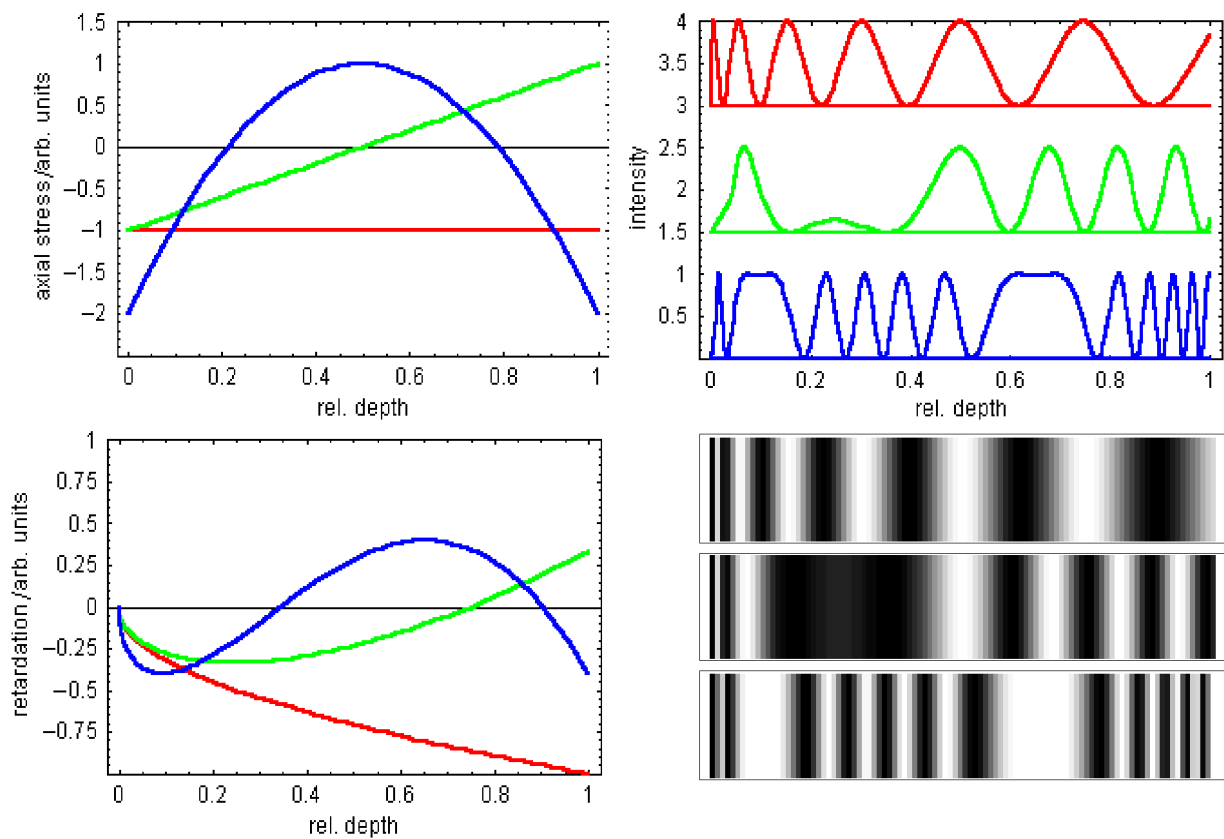 1.5
1
0.5
0
−0.5
−1
−1.5
−2
axial stress/arb. units
0 0.2 0.4 0.6 0.8 1
rel. depth
4
3.5
3
2.5
2
1.5
1
0.5
intensity
0 0.2 0.4 0.6 0.8 1
rel. depth
1
0.75
0.5
0.25
0
−0.25
−0.5
−0.75
retardation/arb. units
0 0.2 0.4 0.6 0.8 1
rel. depth